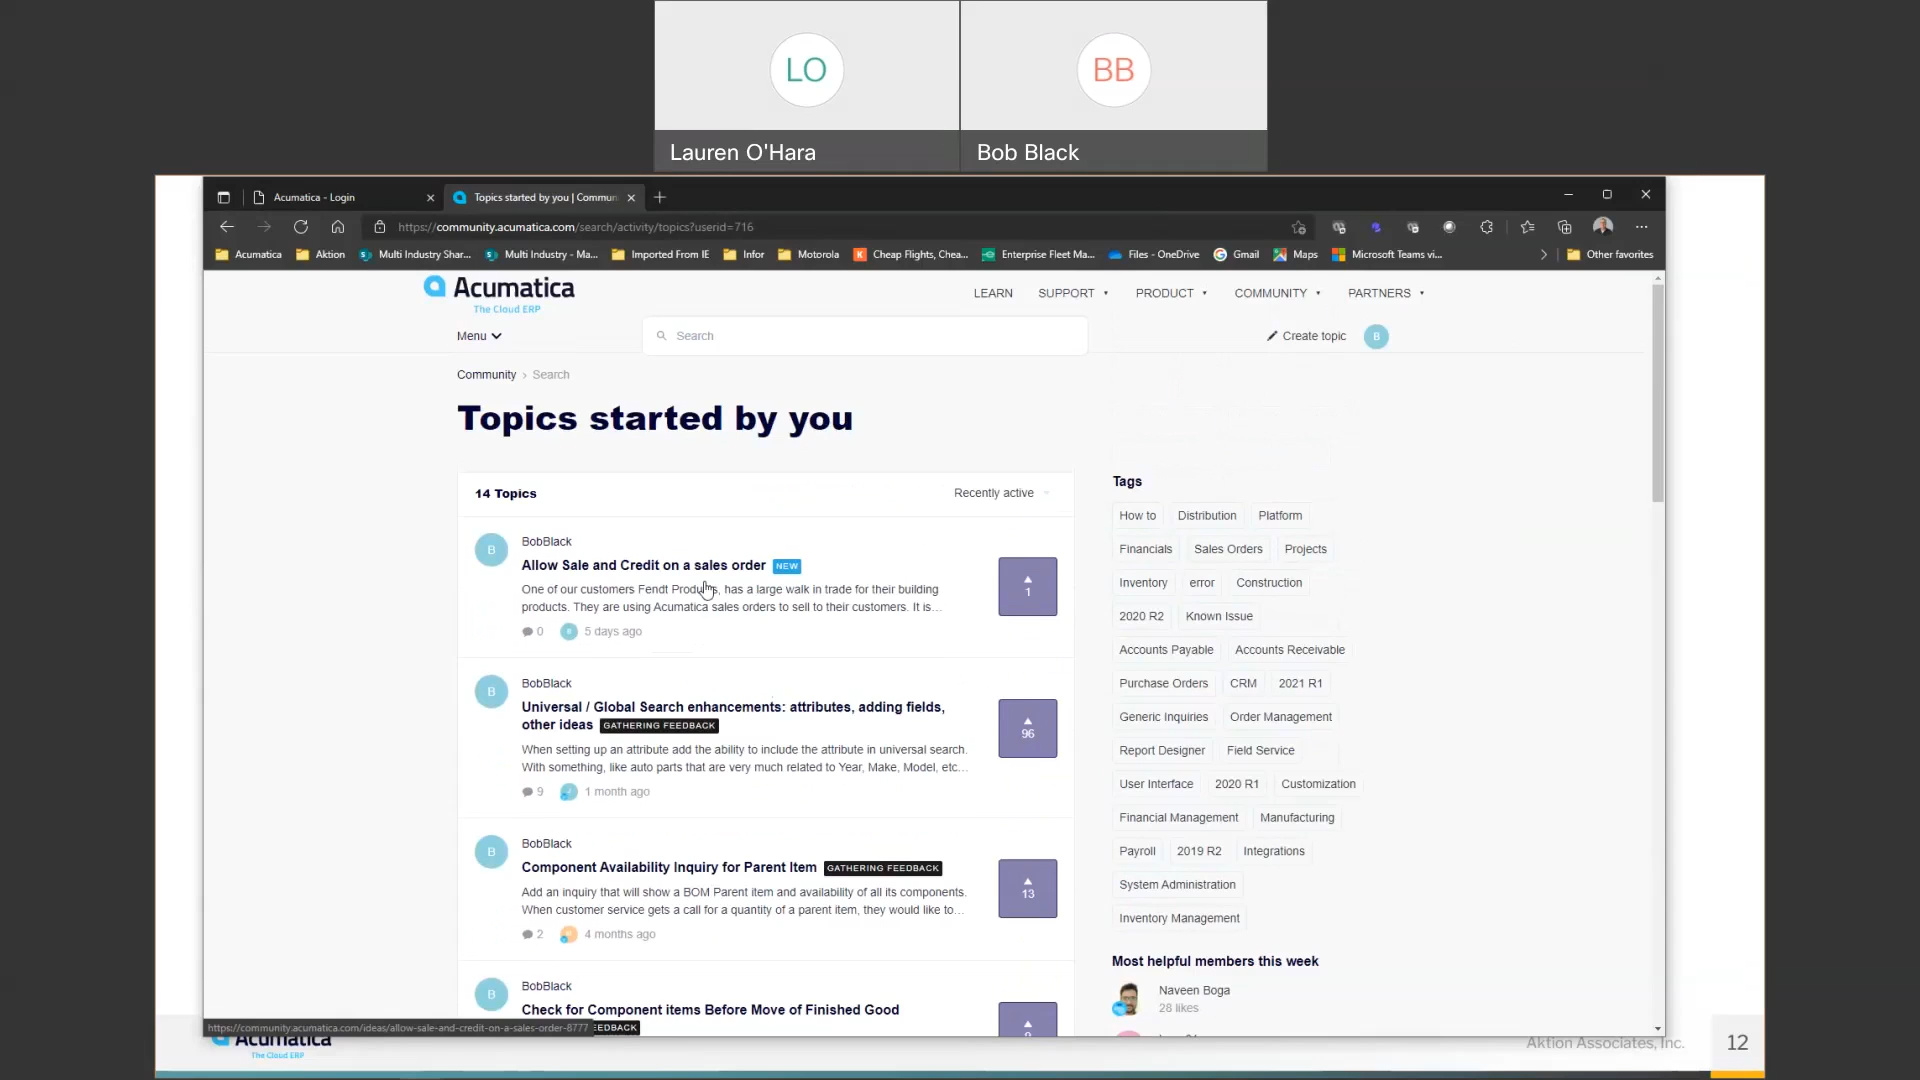 LO
BB
Lauren O'Hara
Bob Black
Acumatica - Login
Topics started by you | Commun
https://community.acumatica.com/search/activity/topics?userid=716
Acumatica
Aktion
Multi Industry Shar...
Multi Industry - Ma...
Imported From IE
Infor
Motorola
Cheap Flights, Chea...
Enterprise Fleet Ma...
Files - OneDrive
Gmail
Maps
Microsoft Teams vi...
Other favorites
Acumatica
The Cloud ERP
LEARN
SUPPORT
PRODUCT
COMMUNITY
PARTNERS
Menu
Search
Create topic
B
Community > Search
Topics started by you
14 Topics
Recently active
B
BobBlack
Allow Sale and Credit on a sales order NEW
One of our customers Fendt Products, has a large walk in trade for their building
products. They are using Acumatica sales orders to sell to their customers. It is...
0
5 days ago
1
B
BobBlack
Universal / Global Search enhancements: attributes, adding fields,
other ideas GATHERING FEEDBACK
When setting up an attribute add the ability to include the attribute in universal search.
With something, like auto parts that are very much related to Year, Make, Model, etc...
9
1 month ago
96
B
BobBlack
Component Availability Inquiry for Parent Item GATHERING FEEDBACK
Add an inquiry that will show a BOM Parent item and availability of all its components.
When customer service gets a call for a quantity of a parent item, they would like to...
2
4 months ago
13
B
BobBlack
Check for Component items Before Move of Finished Good
EEDBACK
Tags
How to
Distribution
Platform
Financials
Sales Orders
Projects
Inventory
error
Construction
2020 R2
Known Issue
Accounts Payable
Accounts Receivable
Purchase Orders
CRM
2021 R1
Generic Inquiries
Order Management
Report Designer
Field Service
User Interface
2020 R1
Customization
Financial Management
Manufacturing
Payroll
2019 R2
Integrations
System Administration
Inventory Management
Most helpful members this week
Naveen Boga
28 likes
https://community.acumatica.com/ideas/allow-sale-and-credit-on-a-sales-order-8777
Acumatica
The Cloud ERP
Aktion Associates, Inc.
12